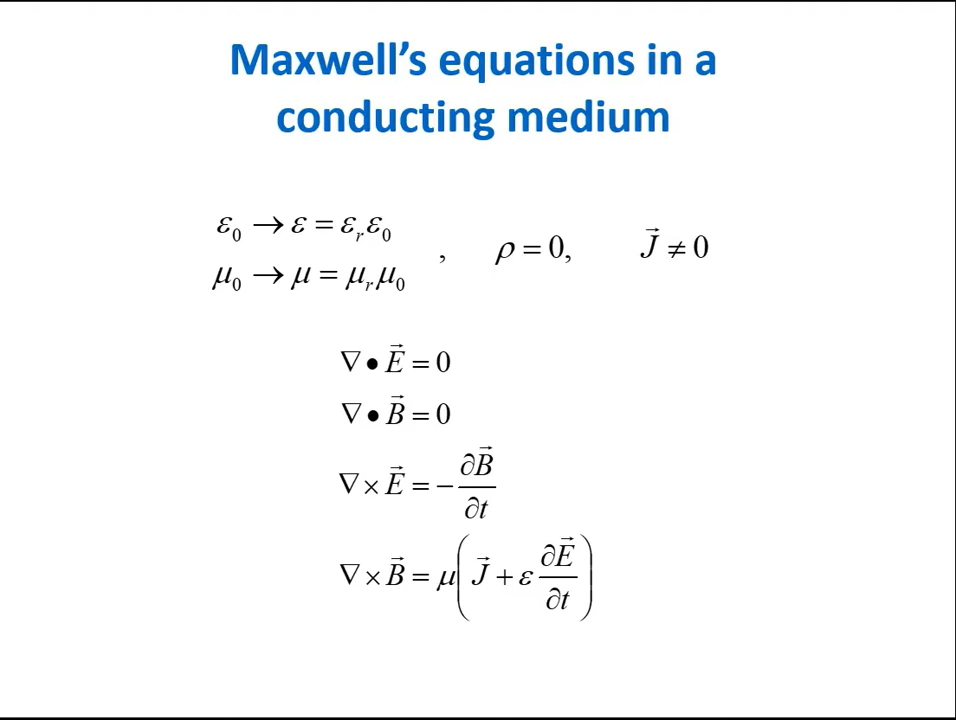 Maxwell’s equations in a
conducting medium
ε₀ → ε = εᵣε₀
μ₀ → μ = μᵣμ₀
, ρ = 0, J⃗ ≠ 0
∇ • E⃗ = 0
∇ • B⃗ = 0
∇ × E⃗ = − ∂B⃗/∂t
∇ × B⃗ = μ(J⃗ + ε ∂E⃗/∂t)